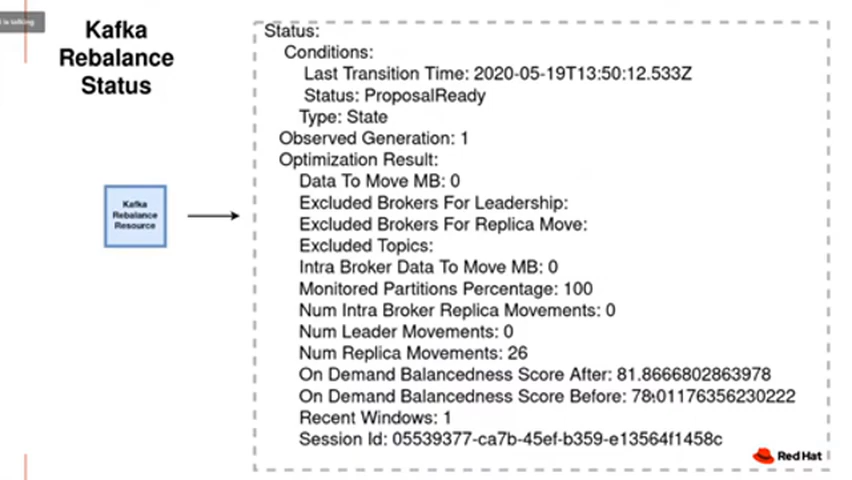 is talking
Kafka
Rebalance
Status
Kafka
Rebalance
Resource
Status:
Conditions:
Last Transition Time: 2020-05-19T13:50:12.533Z
Status: ProposalReady
Type: State
Observed Generation: 1
Optimization Result:
Data To Move MB: 0
Excluded Brokers For Leadership:
Excluded Brokers For Replica Move:
Excluded Topics:
Intra Broker Data To Move MB: 0
Monitored Partitions Percentage: 100
Num Intra Broker Replica Movements: 0
Num Leader Movements: 0
Num Replica Movements: 26
On Demand Balancedness Score After: 81.8666802863978
On Demand Balancedness Score Before: 78.01176356230222
Recent Windows: 1
Session Id: 05539377-ca7b-45ef-b359-e13564f1458c
Red Hat